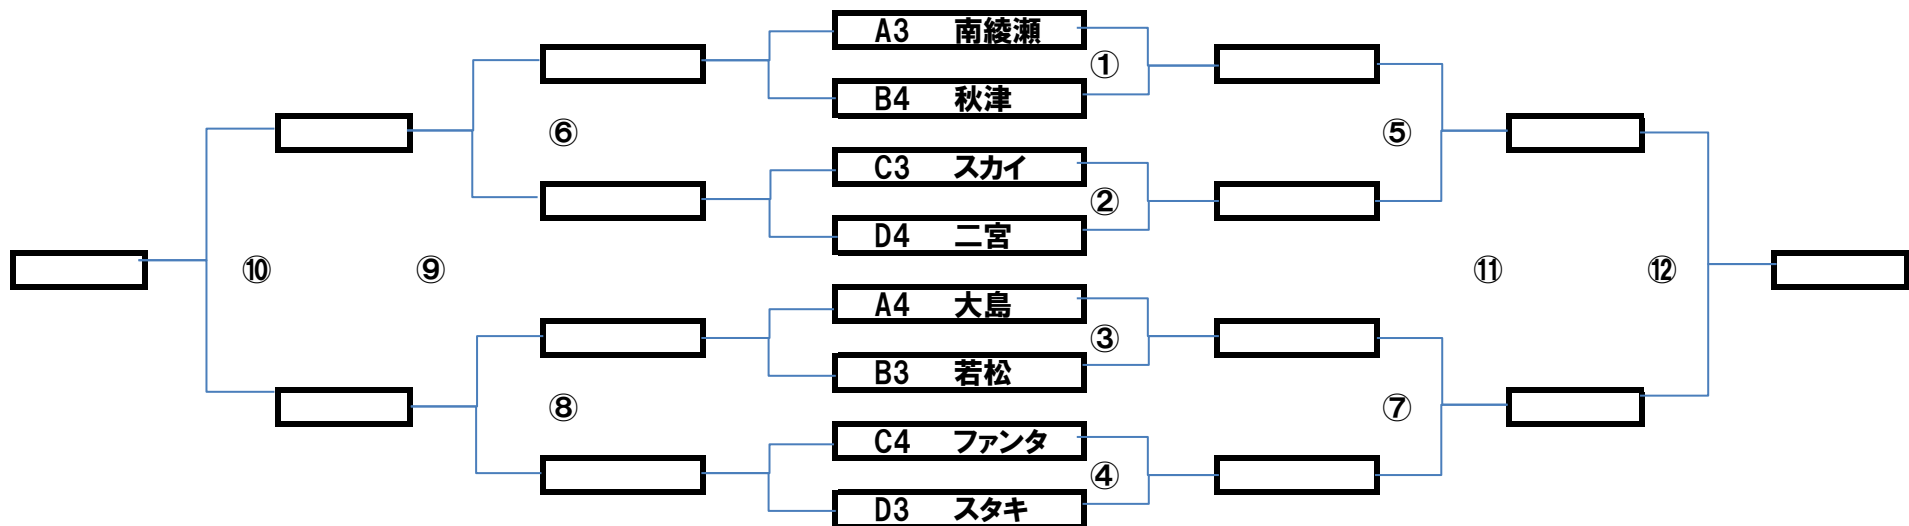 A3 南綾瀬
①
B4 秋津
⑥
⑤
C3 スカイ
②
D4 二宮
⑩
⑨
⑪
⑫
A4 大島
③
B3 若松
⑧
⑦
C4 ファンタ
④
D3 スタキ